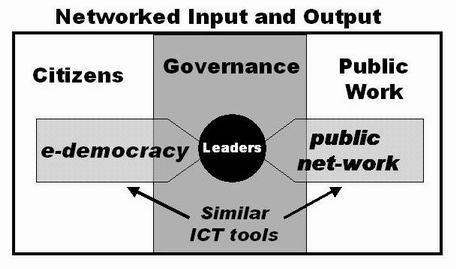 Networked Input and Output
Citizens
Governance
Public
Work
e-democracy
Leaders
public
net-work
Similar
ICT tools